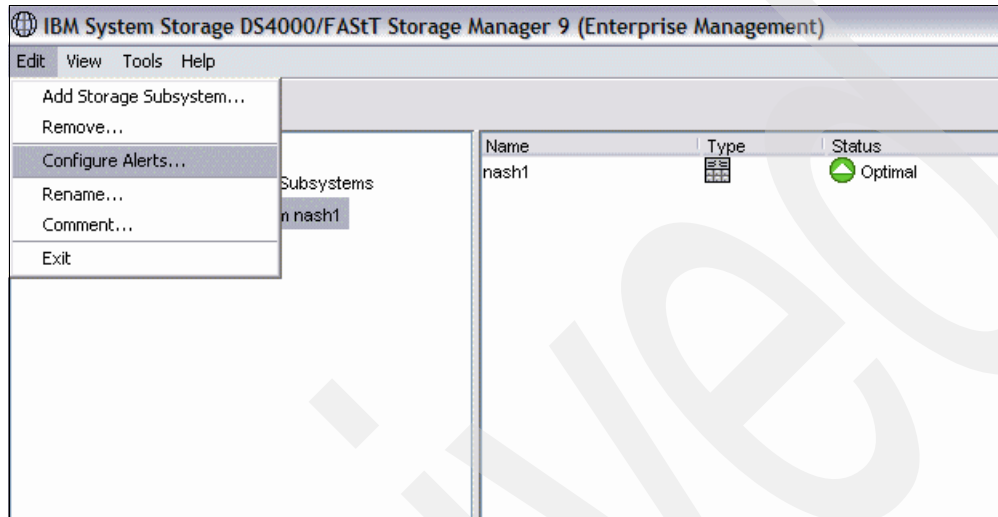 IBM System Storage DS4000/FAStT Storage Manager 9 (Enterprise Management)
Edit View Tools Help
Add Storage Subsystem...
Remove...
Configure Alerts...
Rename...
Comment...
Exit
Subsystems
nash1
Name Type Status
nash1 Optimal